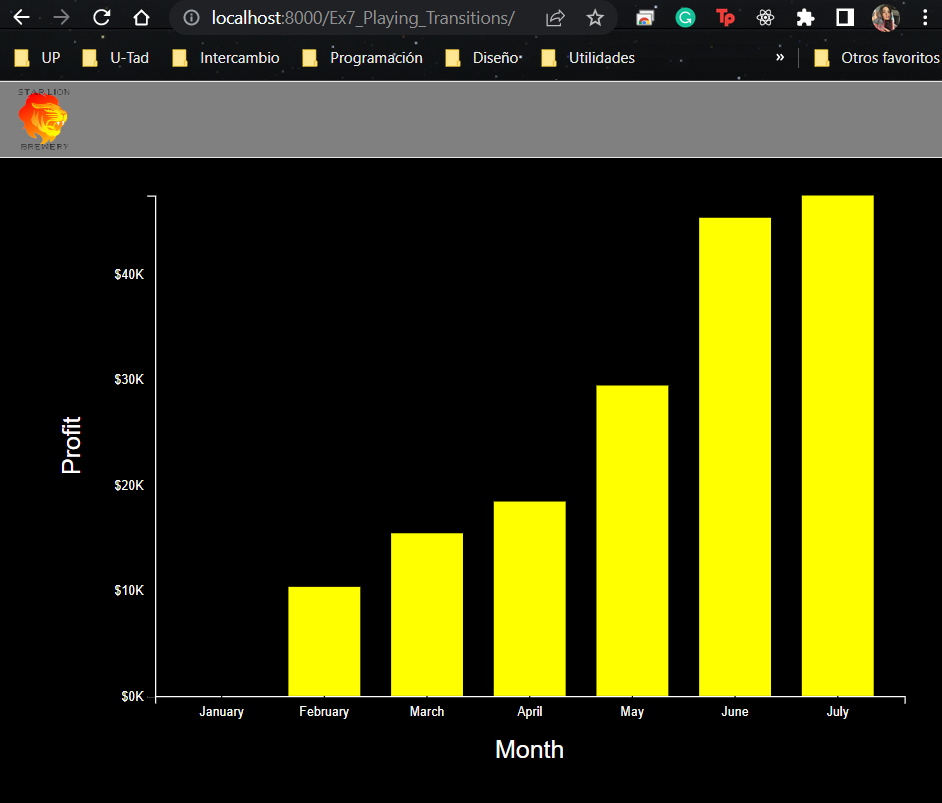 localhost:8000/Ex7_Playing_Transitions/
UP U-Tad Intercambio Programación Diseño Utilidades » Otros favoritos
STAR LION
BREWERY
$40K
$30K
Profit
$20K
$10K
$0K
January February March April May June July
Month